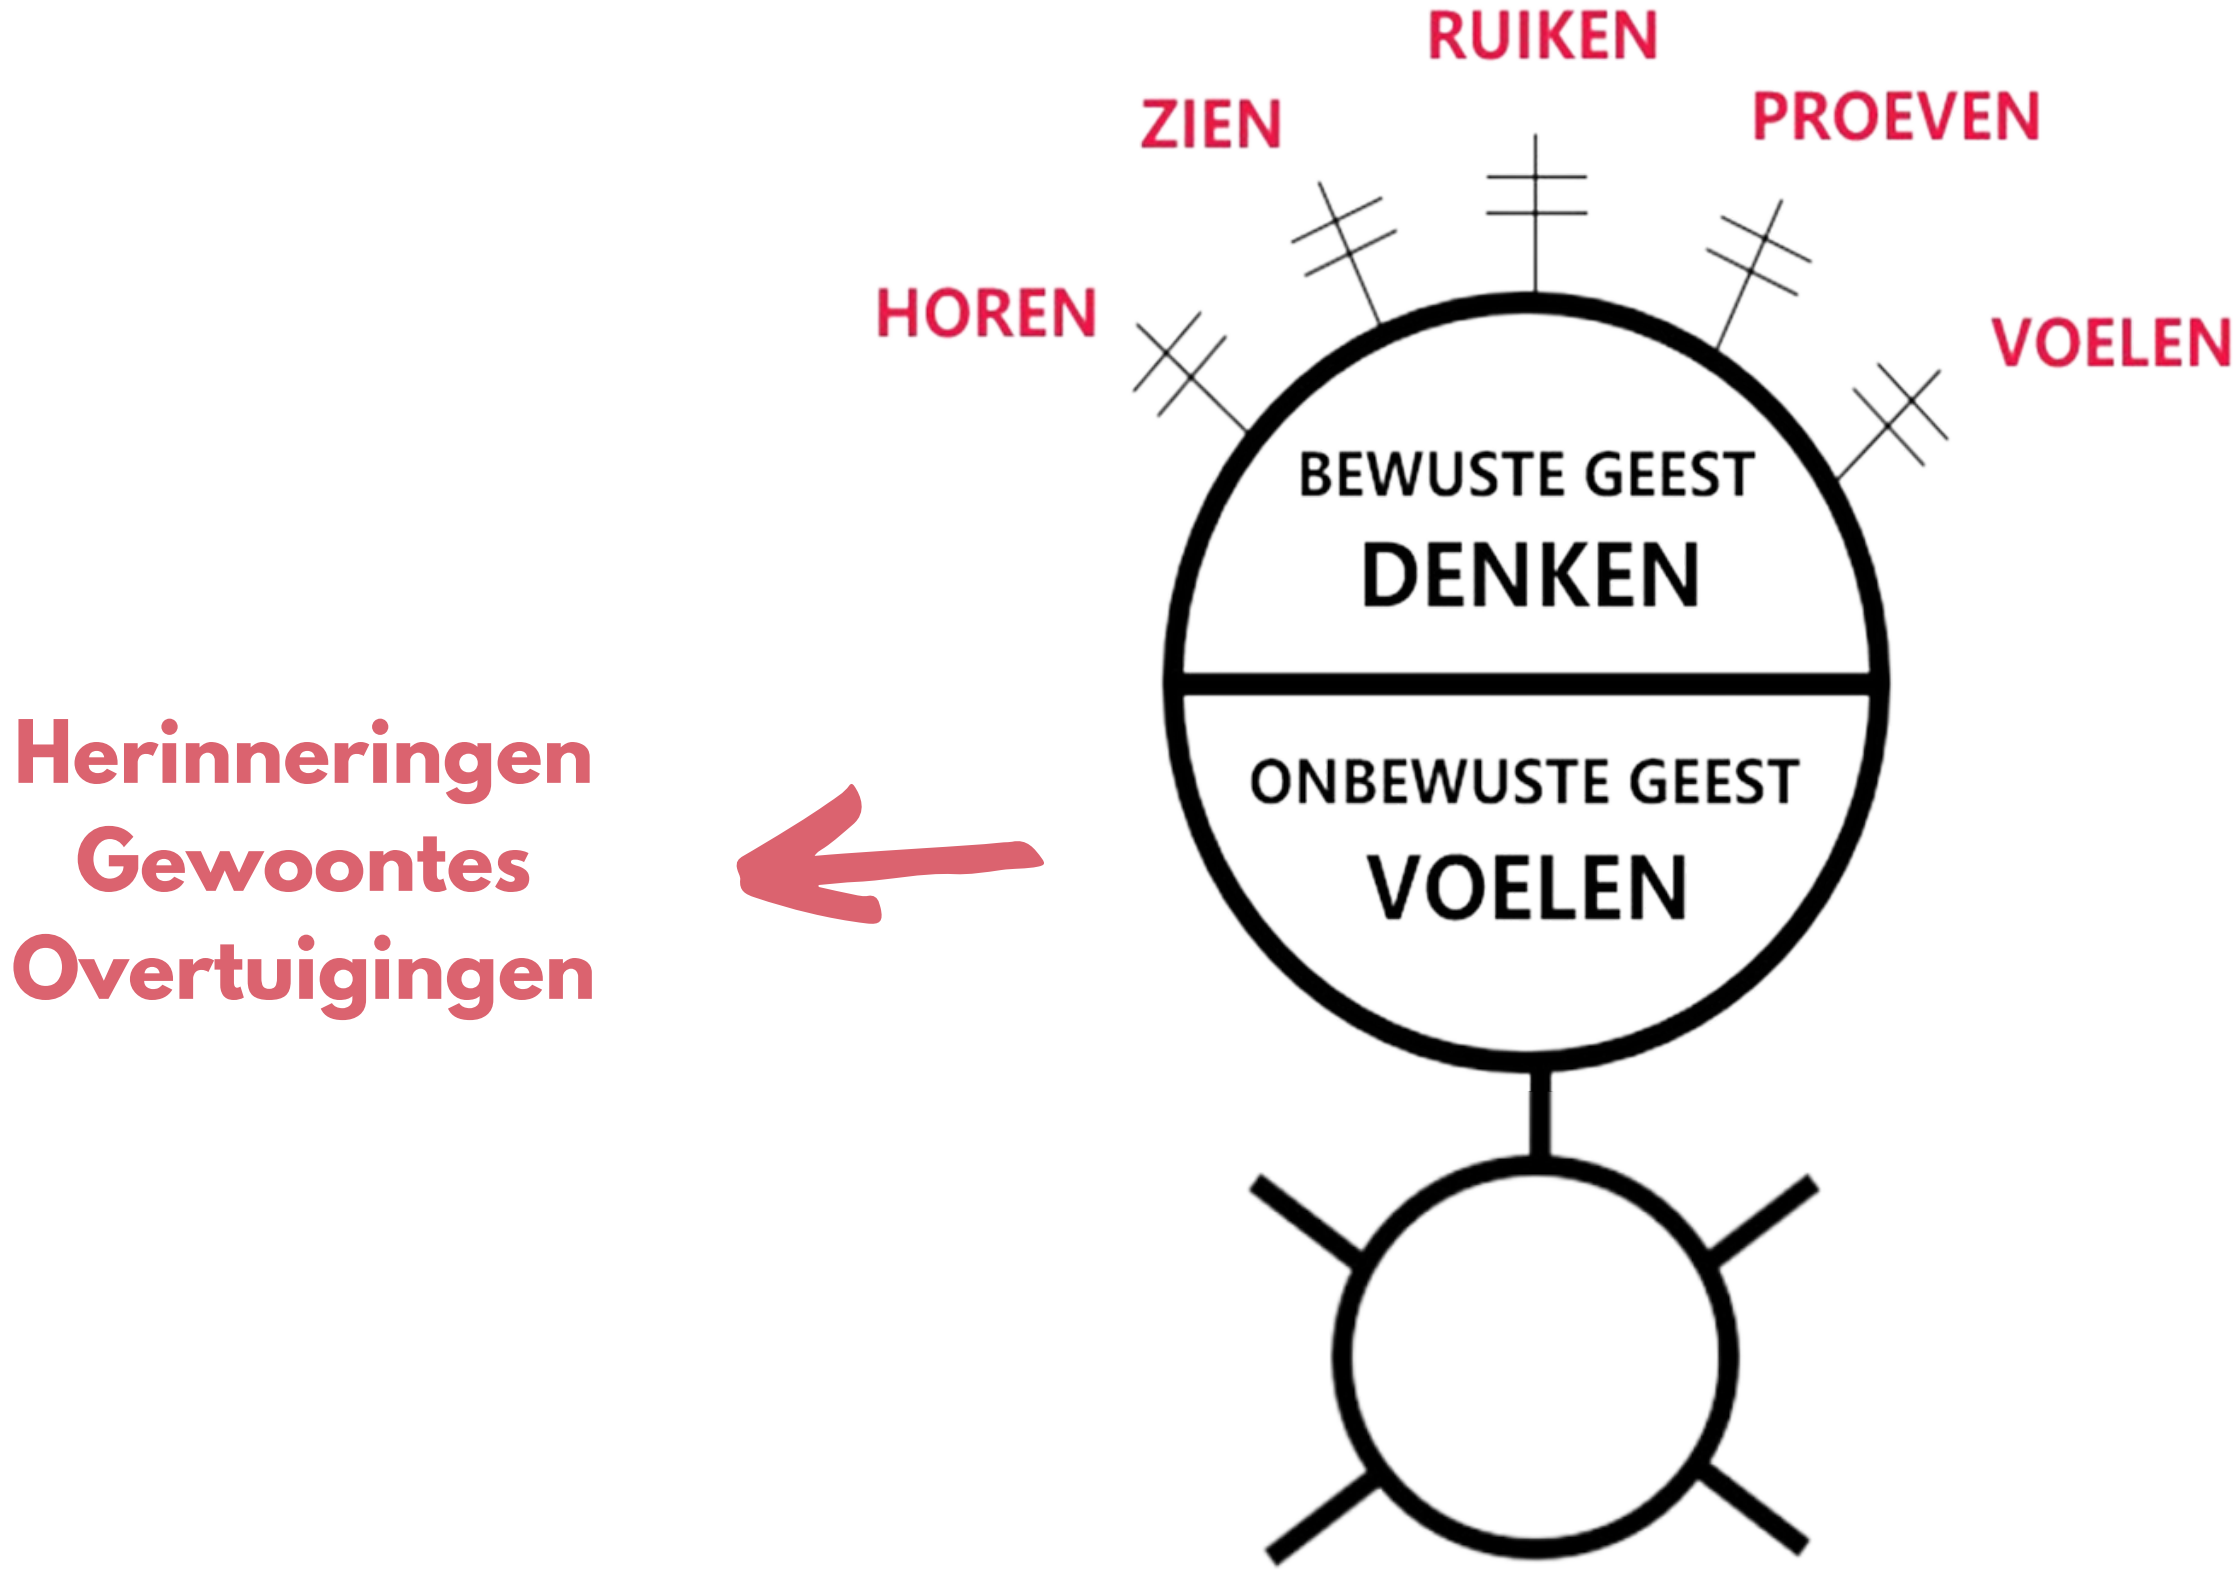 RUIKEN
ZIEN
PROEVEN
HOREN
VOELEN
BEWUSTE GEEST
DENKEN
ONBEWUSTE GEEST
VOELEN
Herinneringen
Gewoontes
Overtuigingen